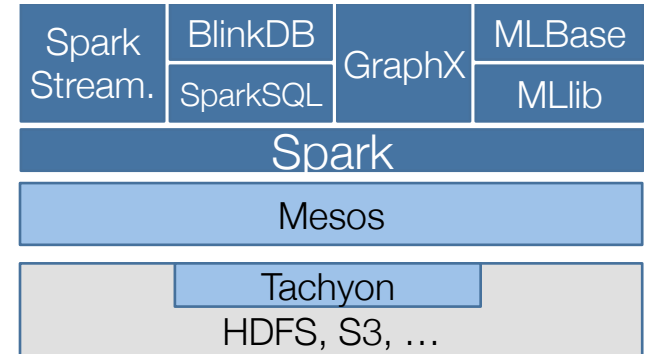 Spark
Stream.
BlinkDB
SparkSQL
GraphX
MLBase
MLlib
Spark
Mesos
Tachyon
HDFS, S3, …